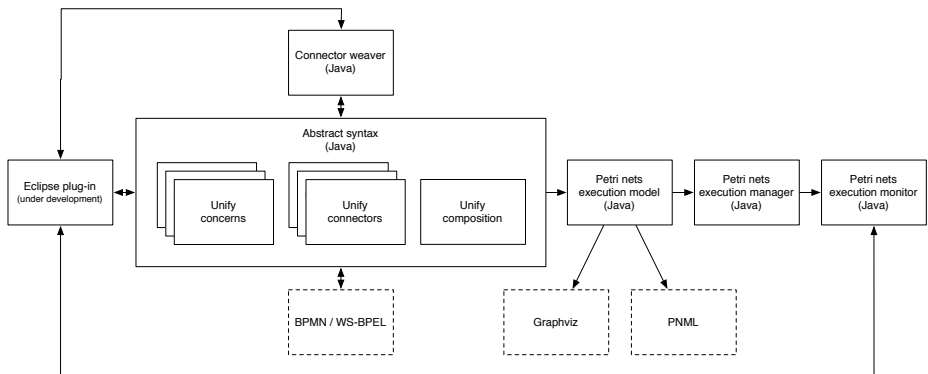 Connector weaver
(Java)
Abstract syntax
(Java)
Eclipse plug-in
(under development)
Unify
concerns
Unify
connectors
Unify
composition
Petri nets
execution model
(Java)
Petri nets
execution manager
(Java)
Petri nets
execution monitor
(Java)
BPMN / WS-BPEL
Graphviz
PNML